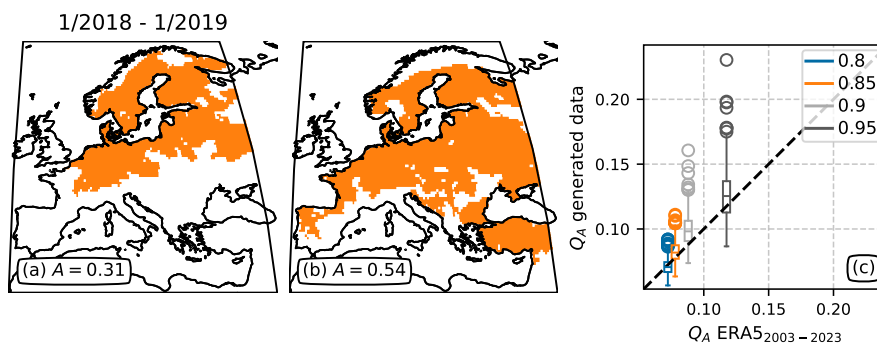 1/2018 - 1/2019
(a) A = 0.31
(b) A = 0.54
Q_A generated data
0.20
0.15
0.10
0.8
0.85
0.9
0.95
(c)
0.10 0.15 0.20
Q_A ERA5_2003−2023